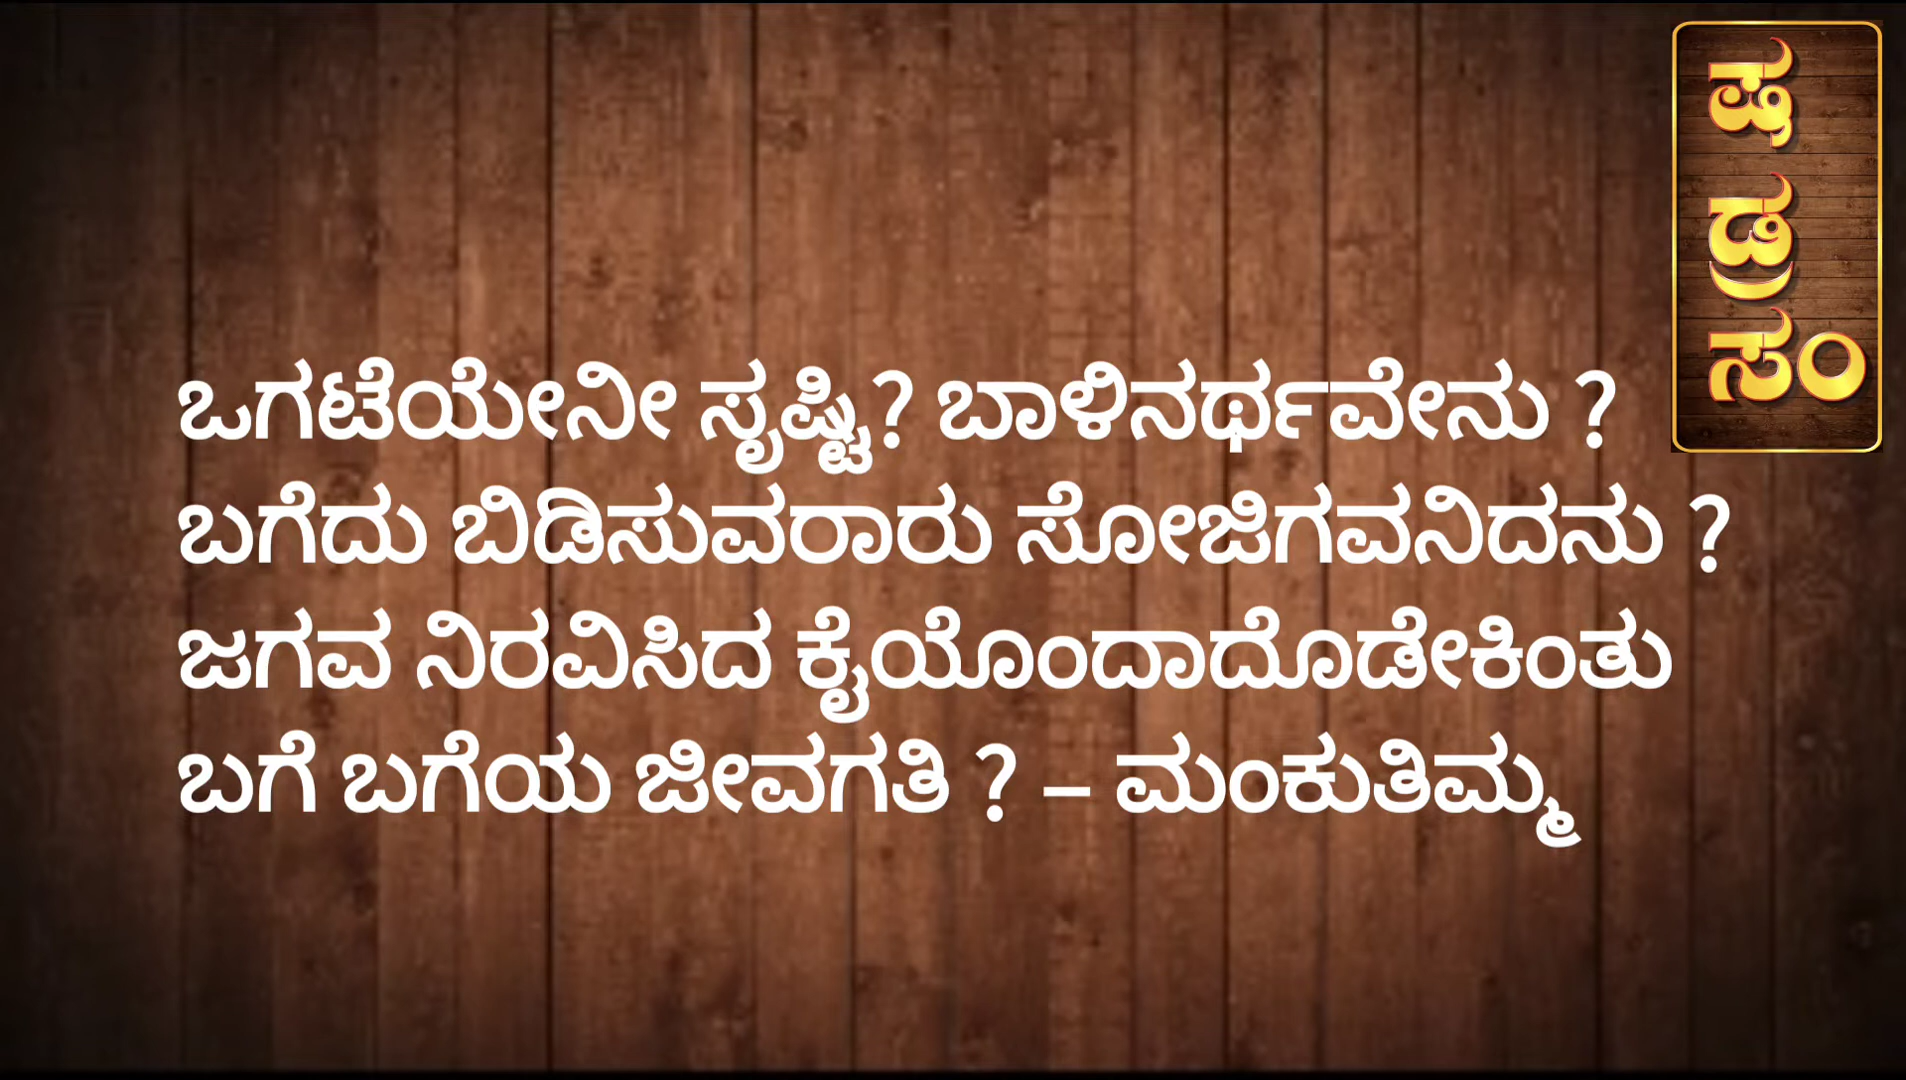 ಒಗಟೆಯೇನೀ ಸೃಷ್ಟಿ? ಬಾಳಿನರ್ಥವೇನು ?
ಬಗೆದು ಬಿಡಿಸುವರಾರು ಸೋಜಿಗವನಿದನು ?
ಜಗವ ನಿರವಿಸಿದ ಕೈಯೊಂದಾದೊಡೇಕಿಂತು
ಬಗೆ ಬಗೆಯ ಜೀವಗತಿ ? – ಮಂಕುತಿಮ್ಮ